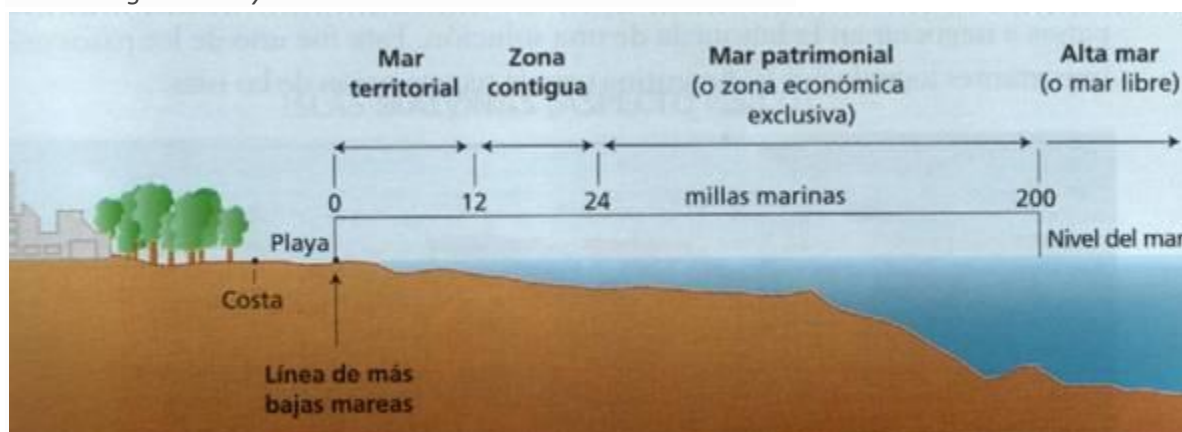 Mar
territorial
Zona
contigua
Mar patrimonial
(o zona económica
exclusiva)
Alta mar
(o mar libre)
0
12
24
millas marinas
200
Playa
Nivel del mar
Costa
Línea de más
bajas mareas